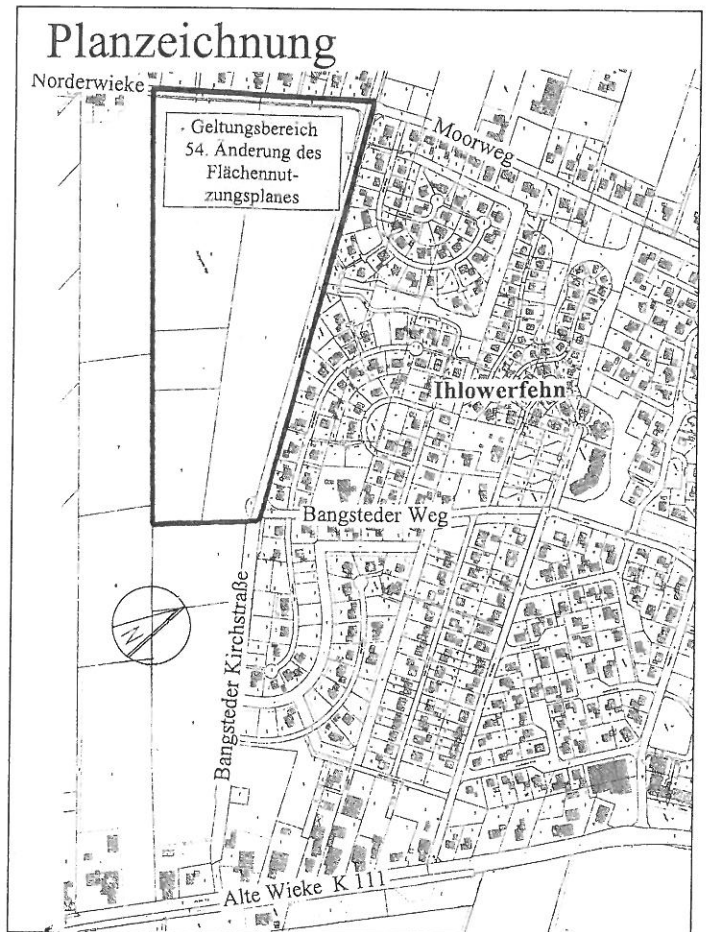 Planzeichnung
Norderwieke
Geltungsbereich
54. Änderung des
Flächennut-
zungsplanes
Moorweg
Ihlowerfehn
Bangsteder Weg
Bangsteder Kirchstraße
N
Alte Wieke K 111